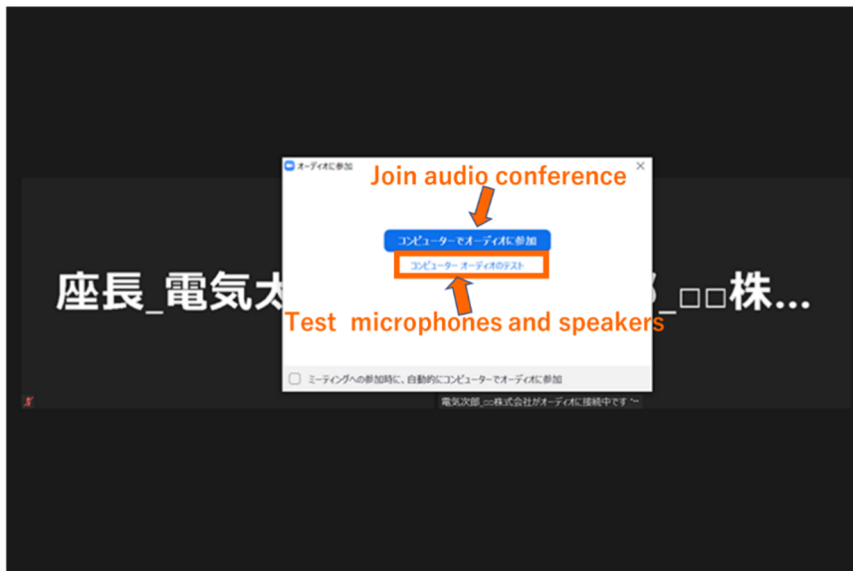 オーディオに参加
Join audio conference
コンピューターでオーディオに参加
コンピューター オーディオのテスト
座長_電気太
_□□株...
Test microphones and speakers
ミーティングへの参加時に、自動的にコンピューターでオーディオに参加
電気次郎_□□株式会社がオーディオに接続中です